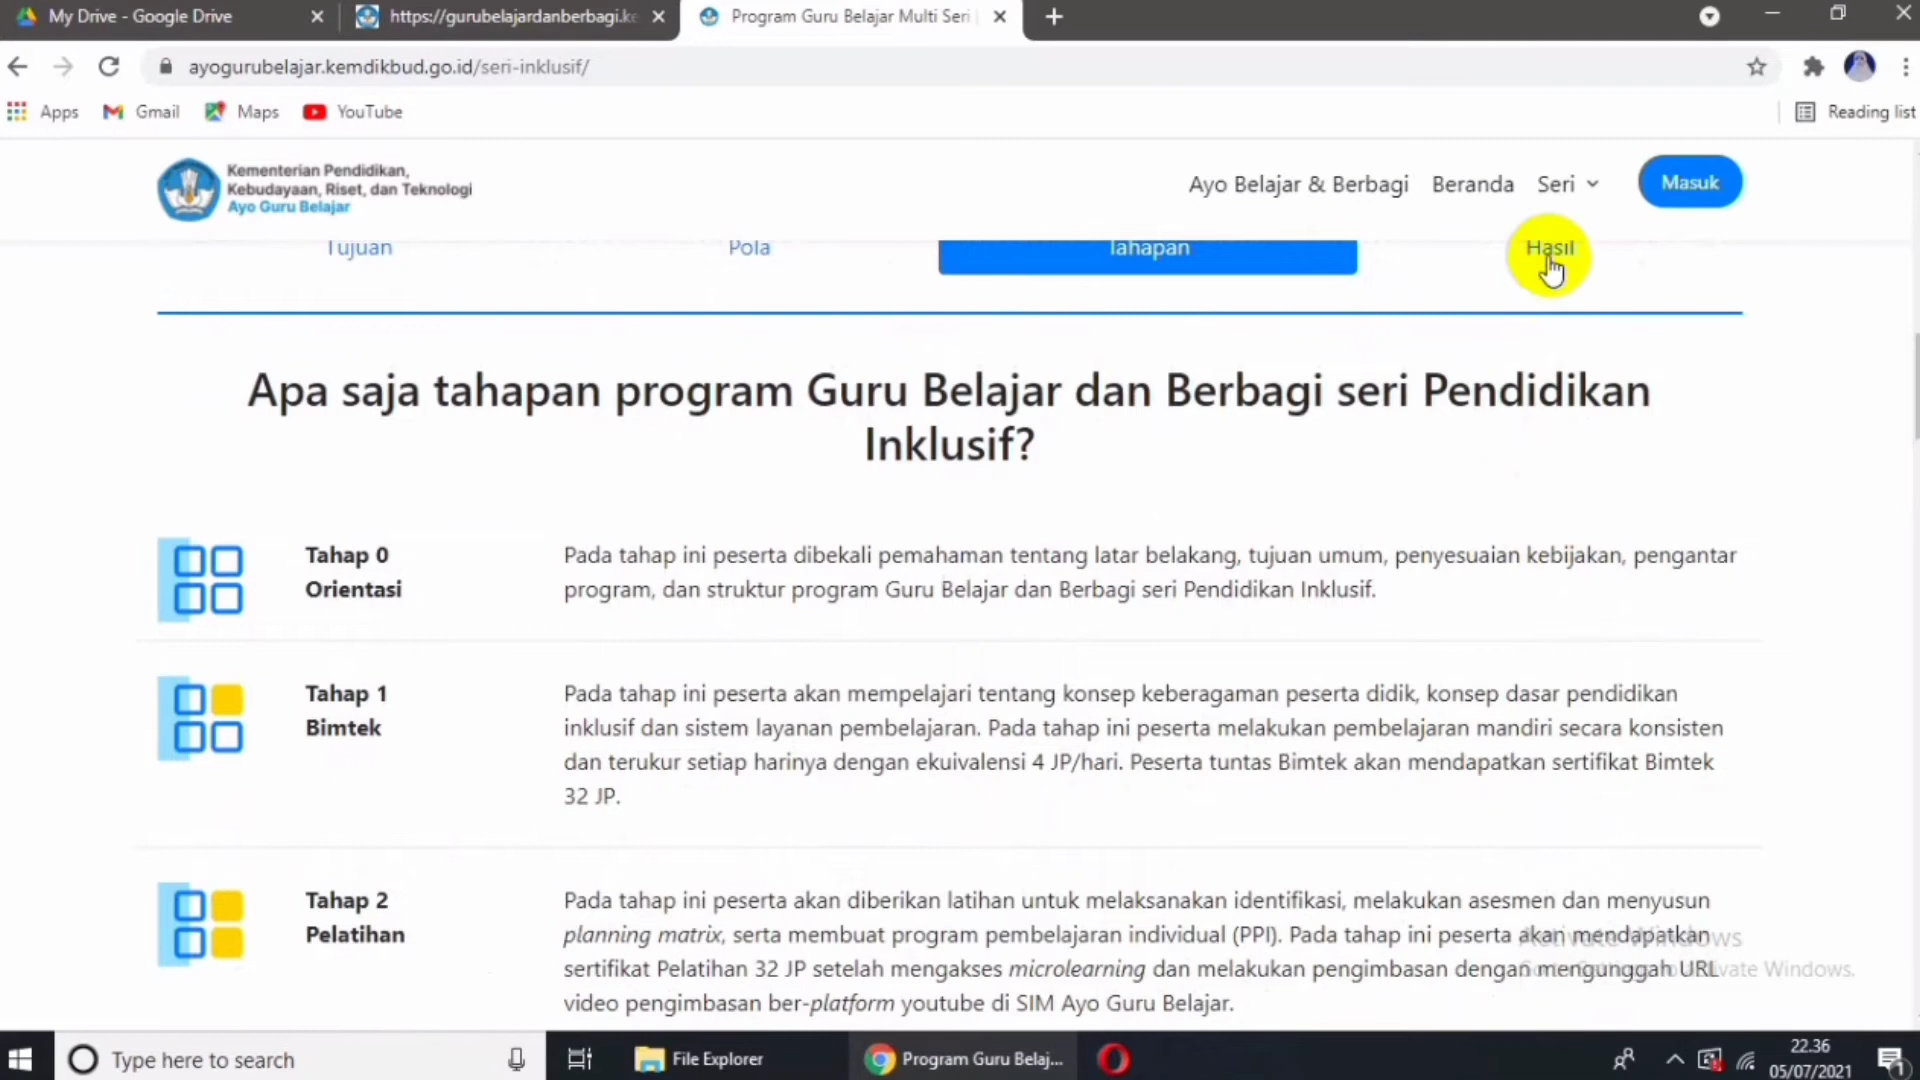 My Drive - Google Drive
https://gurubelajardanberbagi.ke
Program Guru Belajar Multi Seri
ayogurubelajar.kemdikbud.go.id/seri-inklusif/
Apps
Gmail
Maps
YouTube
Reading list
Kementerian Pendidikan,
Kebudayaan, Riset, dan Teknologi
Ayo Guru Belajar
Ayo Belajar & Berbagi
Beranda
Seri
Masuk
Tujuan
Pola
Tahapan
Hasil
Apa saja tahapan program Guru Belajar dan Berbagi seri Pendidikan
Inklusif?
Tahap 0
Orientasi
Pada tahap ini peserta dibekali pemahaman tentang latar belakang, tujuan umum, penyesuaian kebijakan, pengantar
program, dan struktur program Guru Belajar dan Berbagi seri Pendidikan Inklusif.
Tahap 1
Bimtek
Pada tahap ini peserta akan mempelajari tentang konsep keberagaman peserta didik, konsep dasar pendidikan
inklusif dan sistem layanan pembelajaran. Pada tahap ini peserta melakukan pembelajaran mandiri secara konsisten
dan terukur setiap harinya dengan ekuivalensi 4 JP/hari. Peserta tuntas Bimtek akan mendapatkan sertifikat Bimtek
32 JP.
Tahap 2
Pelatihan
Pada tahap ini peserta akan diberikan latihan untuk melaksanakan identifikasi, melakukan asesmen dan menyusun
planning matrix, serta membuat program pembelajaran individual (PPI). Pada tahap ini peserta akan mendapatkan
sertifikat Pelatihan 32 JP setelah mengakses microlearning dan melakukan pengimbasan dengan mengunggah URL
video pengimbasan ber-platform youtube di SIM Ayo Guru Belajar.
Activate Windows
Go to Settings to activate Windows.
Type here to search
File Explorer
Program Guru Belaj...
22.36
05/07/2021
1